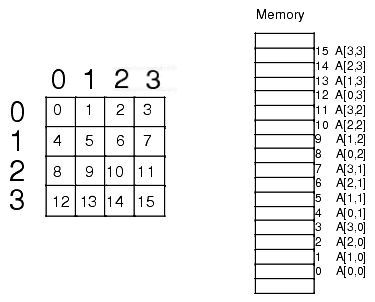 Memory
0 1 2 3
0 0 1 2 3
1 4 5 6 7
2 8 9 10 11
3 12 13 14 15
15 A[3,3]
14 A[2,3]
13 A[1,3]
12 A[0,3]
11 A[3,2]
10 A[2,2]
9 A[1,2]
8 A[0,2]
7 A[3,1]
6 A[2,1]
5 A[1,1]
4 A[0,1]
3 A[3,0]
2 A[2,0]
1 A[1,0]
0 A[0,0]